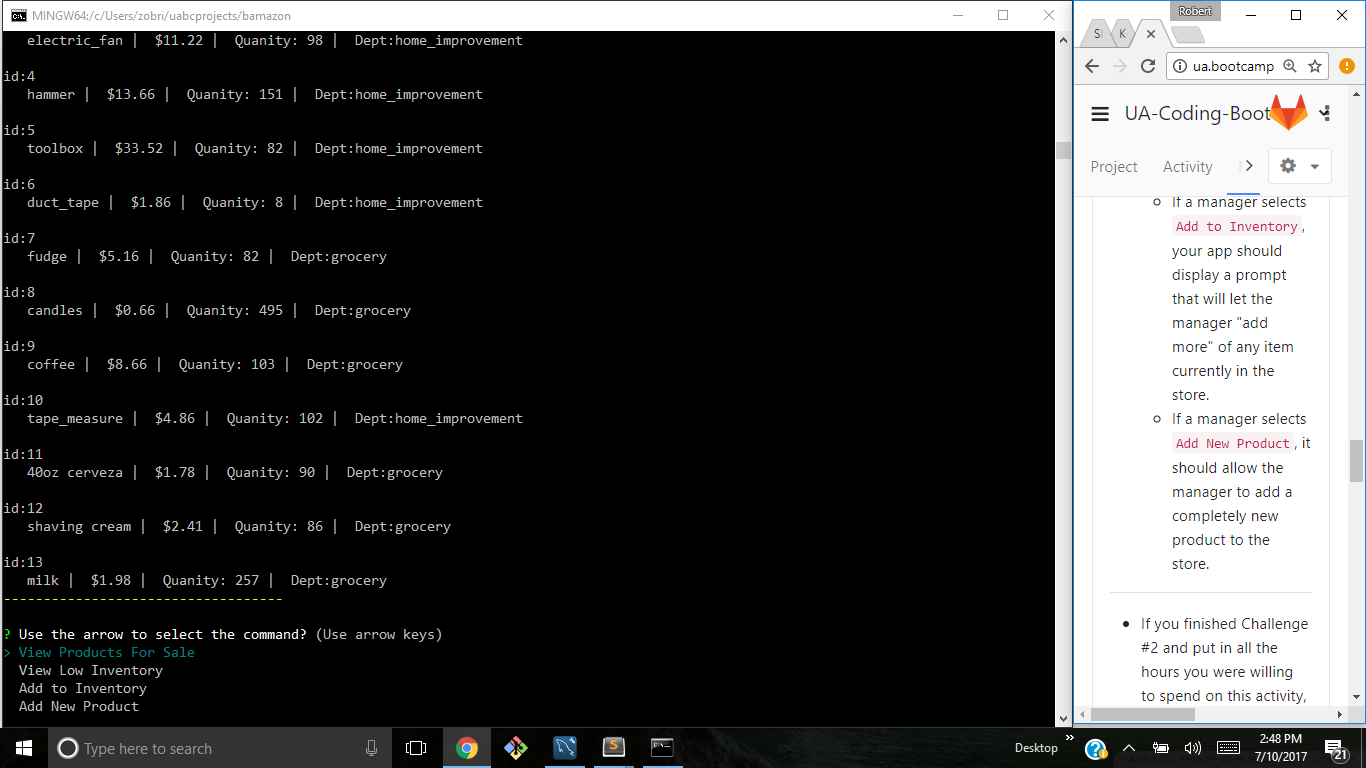 MINGW64:/c/Users/zobri/uabcprojects/bamazon
electric_fan | $11.22 | Quanity: 98 | Dept:home_improvement
id:4
hammer | $13.66 | Quanity: 151 | Dept:home_improvement
id:5
toolbox | $33.52 | Quanity: 82 | Dept:home_improvement
id:6
duct_tape | $1.86 | Quanity: 8 | Dept:home_improvement
id:7
fudge | $5.16 | Quanity: 82 | Dept:grocery
id:8
candles | $0.66 | Quanity: 495 | Dept:grocery
id:9
coffee | $8.66 | Quanity: 103 | Dept:grocery
id:10
tape_measure | $4.86 | Quanity: 102 | Dept:home_improvement
id:11
40oz cerveza | $1.78 | Quanity: 90 | Dept:grocery
id:12
shaving cream | $2.41 | Quanity: 86 | Dept:grocery
id:13
milk | $1.98 | Quanity: 257 | Dept:grocery
-----------------------------------
? Use the arrow to select the command? (Use arrow keys)
> View Products For Sale
View Low Inventory
Add to Inventory
Add New Product
Robert
S K
ua.bootcamp
UA-Coding-Boot
Project Activity
If a manager selects
Add to Inventory,
your app should
display a prompt
that will let the
manager "add
more" of any item
currently in the
store.
If a manager selects
Add New Product, it
should allow the
manager to add a
completely new
product to the
store.
If you finished Challenge
#2 and put in all the
hours you were willing
to spend on this activity,
Type here to search
Desktop
2:48 PM
7/10/2017
21